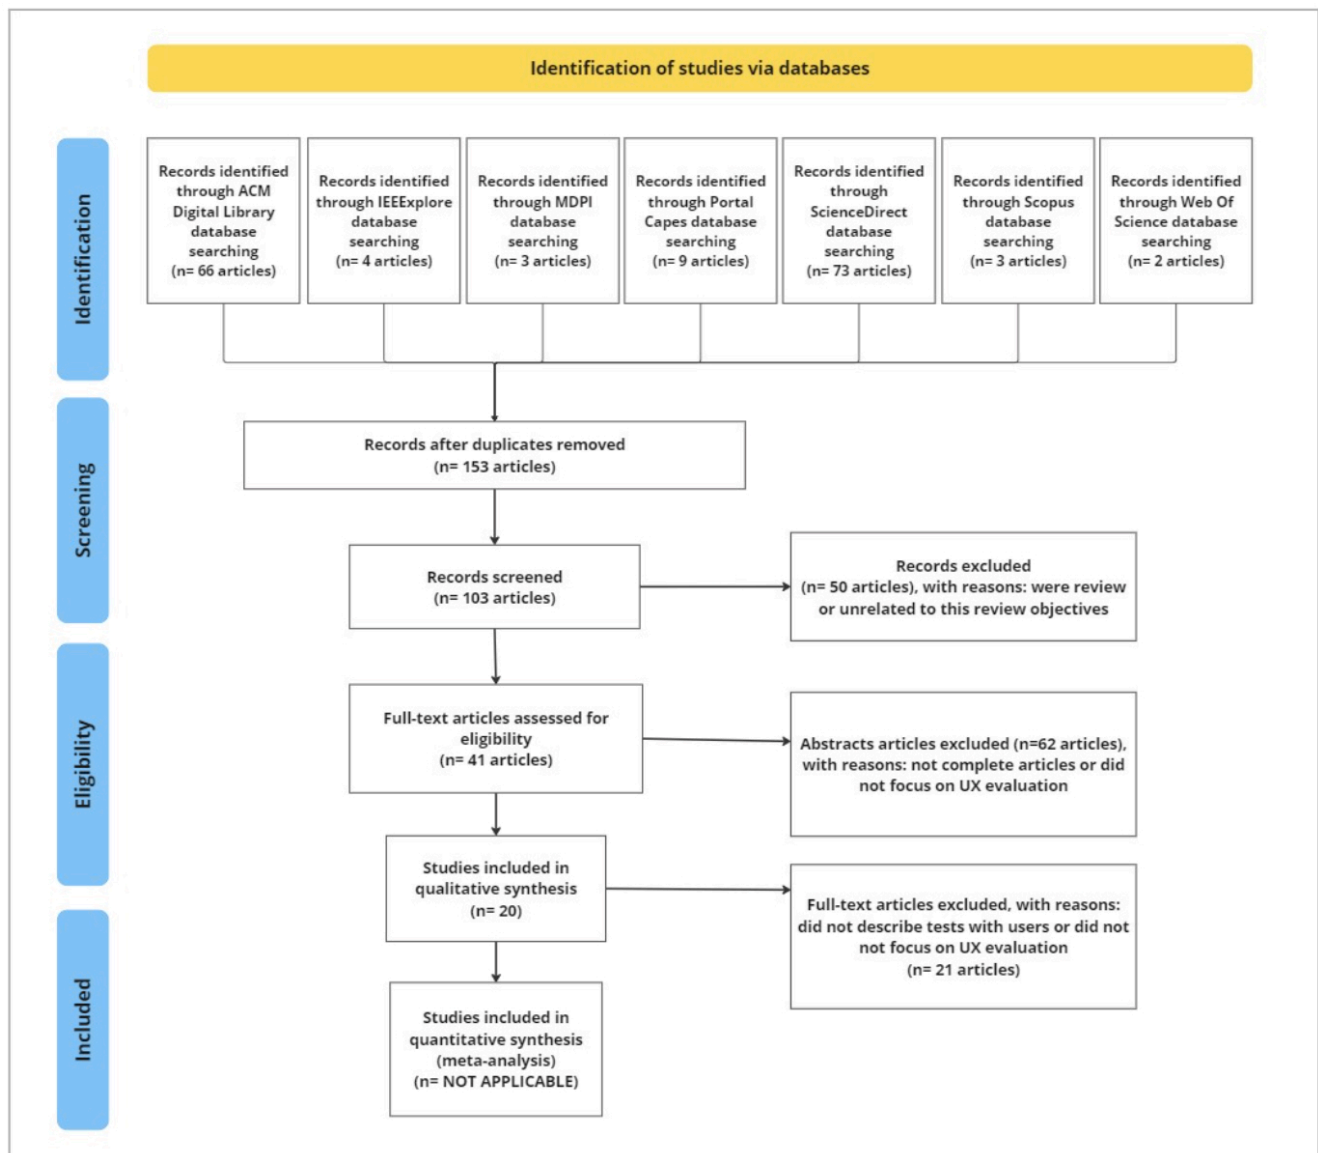 Identification of studies via databases
Identification
Records identified
through ACM
Digital Library
database
searching
(n= 66 articles)
Records identified
through IEEExplore
database
searching
(n= 4 articles)
Records identified
through MDPI
database
searching
(n= 3 articles)
Records identified
through Portal
Capes database
searching
(n= 9 articles)
Records identified
through
ScienceDirect
database
searching
(n= 73 articles)
Records identified
through Scopus
database
searching
(n= 3 articles)
Records identified
through Web Of
Science database
searching
(n= 2 articles)
Screening
Records after duplicates removed
(n= 153 articles)
Records screened
(n= 103 articles)
Records excluded
(n= 50 articles), with reasons: were review
or unrelated to this review objectives
Eligibility
Full-text articles assessed for
eligibility
(n= 41 articles)
Abstracts articles excluded (n=62 articles),
with reasons: not complete articles or did
not focus on UX evaluation
Studies included in
qualitative synthesis
(n= 20)
Full-text articles excluded, with reasons:
did not describe tests with users or did not
not focus on UX evaluation
(n= 21 articles)
Included
Studies included in
quantitative synthesis
(meta-analysis)
(n= NOT APPLICABLE)